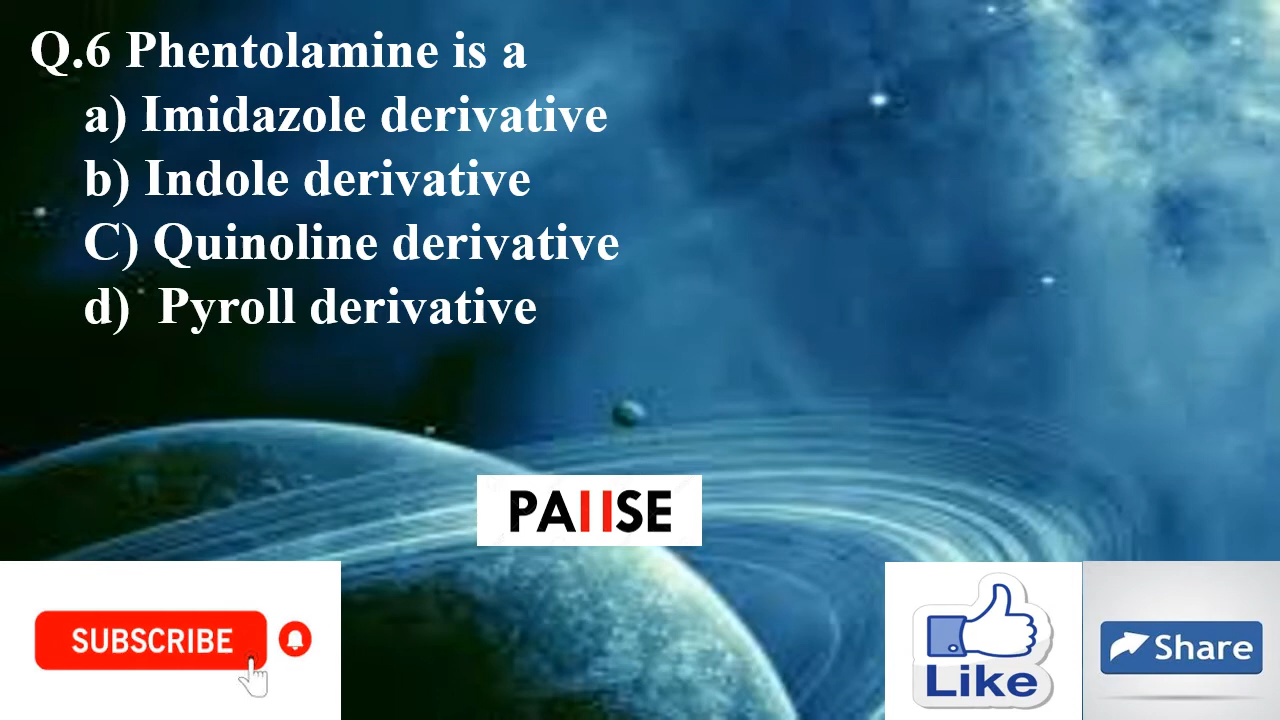 Q.6 Phentolamine is a
a) Imidazole derivative
b) Indole derivative
C) Quinoline derivative
d) Pyroll derivative
PAUSE
SUBSCRIBE
Like
Share